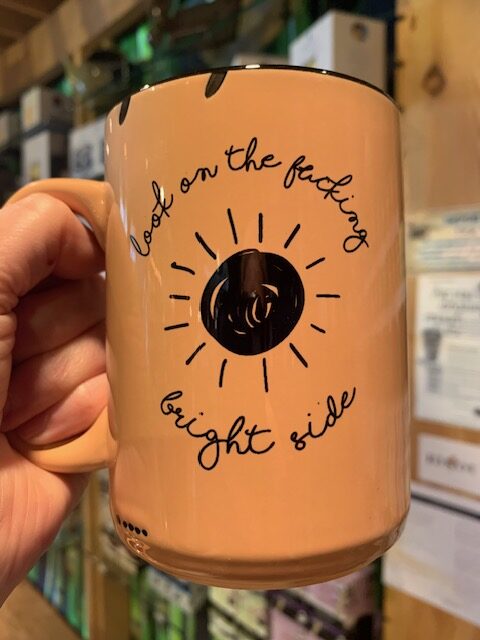 look on the fucking
bright side